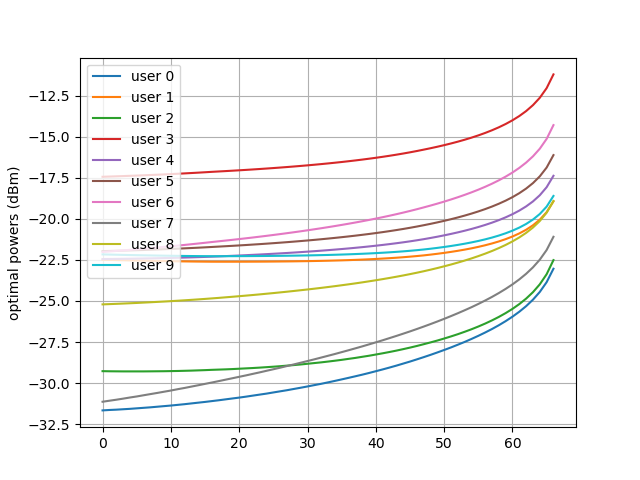 optimal powers (dBm)
−12.5
−15.0
−17.5
−20.0
−22.5
−25.0
−27.5
−30.0
−32.5
user 0
user 1
user 2
user 3
user 4
user 5
user 6
user 7
user 8
user 9
0 10 20 30 40 50 60